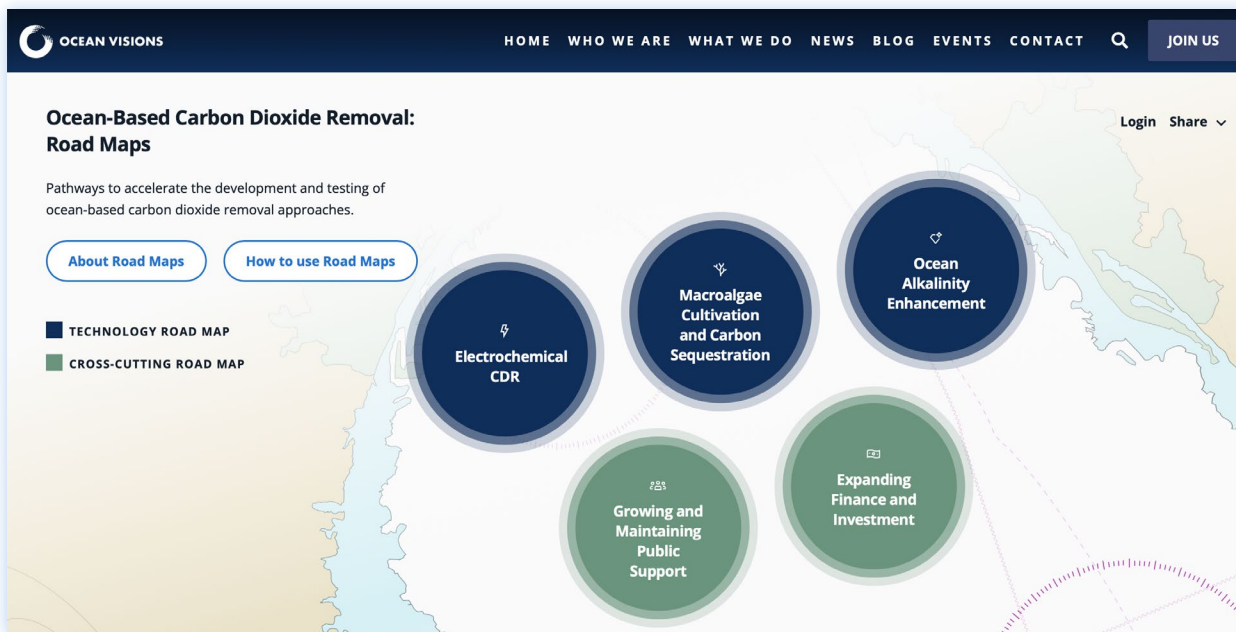 OCEAN VISIONS
HOME WHO WE ARE WHAT WE DO NEWS BLOG EVENTS CONTACT JOIN US
Ocean-Based Carbon Dioxide Removal:
Road Maps
Login Share
Pathways to accelerate the development and testing of
ocean-based carbon dioxide removal approaches.
About Road Maps How to use Road Maps
TECHNOLOGY ROAD MAP
CROSS-CUTTING ROAD MAP
Electrochemical
CDR
Macroalgae
Cultivation
and Carbon
Sequestration
Ocean
Alkalinity
Enhancement
Growing and
Maintaining
Public
Support
Expanding
Finance and
Investment